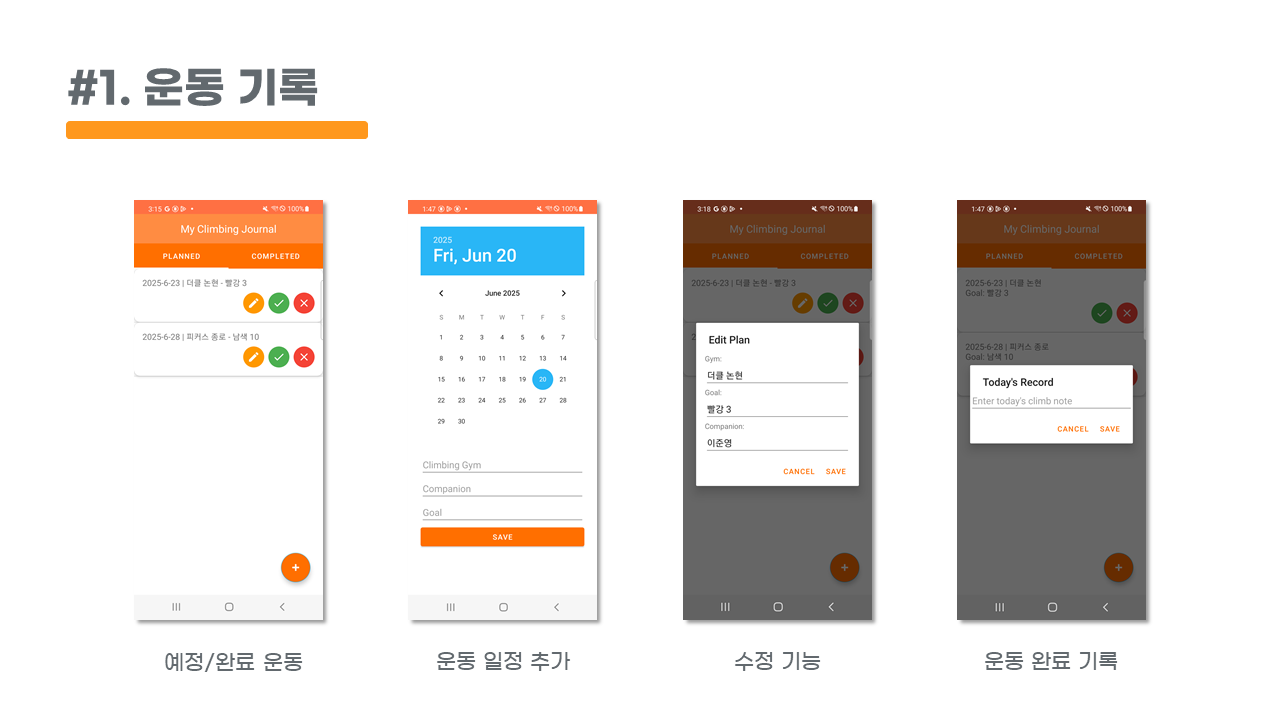 #1. 운동 기록
3:15 100%
My Climbing Journal
PLANNED COMPLETED
2025-6-23 | 더클 논현 - 빨강 3
2025-6-28 | 피커스 종로 - 남색 10
+
예정/완료 운동
1:47 100%
2025
Fri, Jun 20
June 2025
S M T W T F S
1 2 3 4 5 6 7
8 9 10 11 12 13 14
15 16 17 18 19 20 21
22 23 24 25 26 27 28
29 30
Climbing Gym
Companion
Goal
SAVE
운동 일정 추가
3:18 100%
My Climbing Journal
PLANNED COMPLETED
2025-6-23 | 더클 논현 - 빨강 3
2
Edit Plan
Gym:
더클 논현
Goal:
빨강 3
Companion:
이준영
CANCEL SAVE
+
수정 기능
1:47 100%
My Climbing Journal
PLANNED COMPLETED
2025-6-23 | 더클 논현
Goal: 빨강 3
2025-6-28 | 피커스 종로
Goal: 남색 10
Today's Record
Enter today's climb note
CANCEL SAVE
+
운동 완료 기록